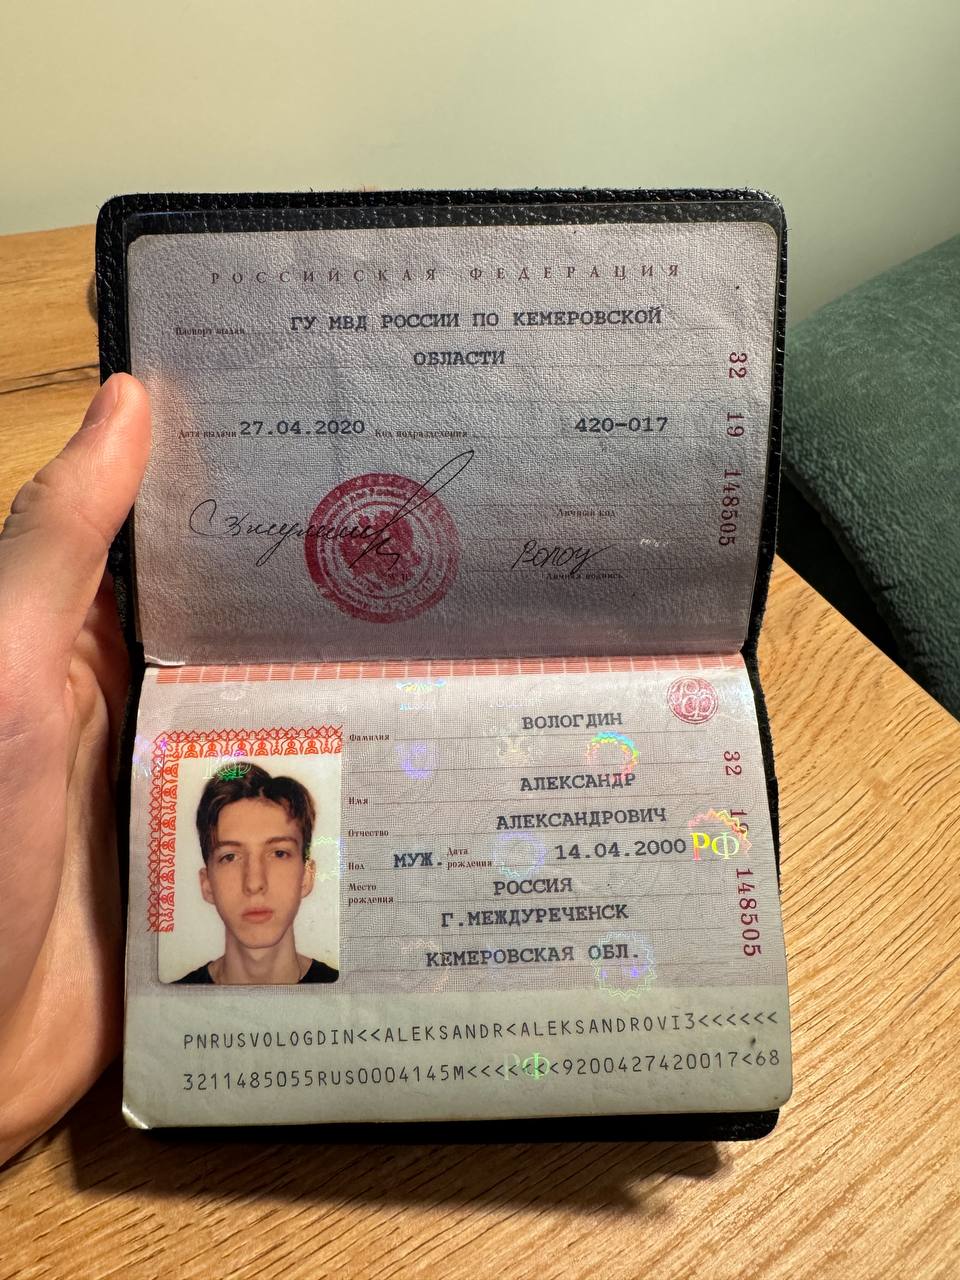 РОССИЙСКАЯ ФЕДЕРАЦИЯ
Паспорт выдан ГУ МВД РОССИИ ПО КЕМЕРОВСКОЙ
ОБЛАСТИ
Дата выдачи 27.04.2020 Код подразделения 420-017
Личный код
М.П.
Личная подпись
32 19 148505
Фамилия ВОЛОГДИН
Имя АЛЕКСАНДР
Отчество АЛЕКСАНДРОВИЧ
Пол МУЖ. Дата рождения 14.04.2000
Место рождения РОССИЯ
Г.МЕЖДУРЕЧЕНСК
КЕМЕРОВСКАЯ ОБЛ.
РФ
32 19 148505
PNRUSVOLOGDIN<<ALEKSANDR<ALEKSANDROVI3<<<<<<
3211485055RUS0004145M<<<<<<<9200427420017<68